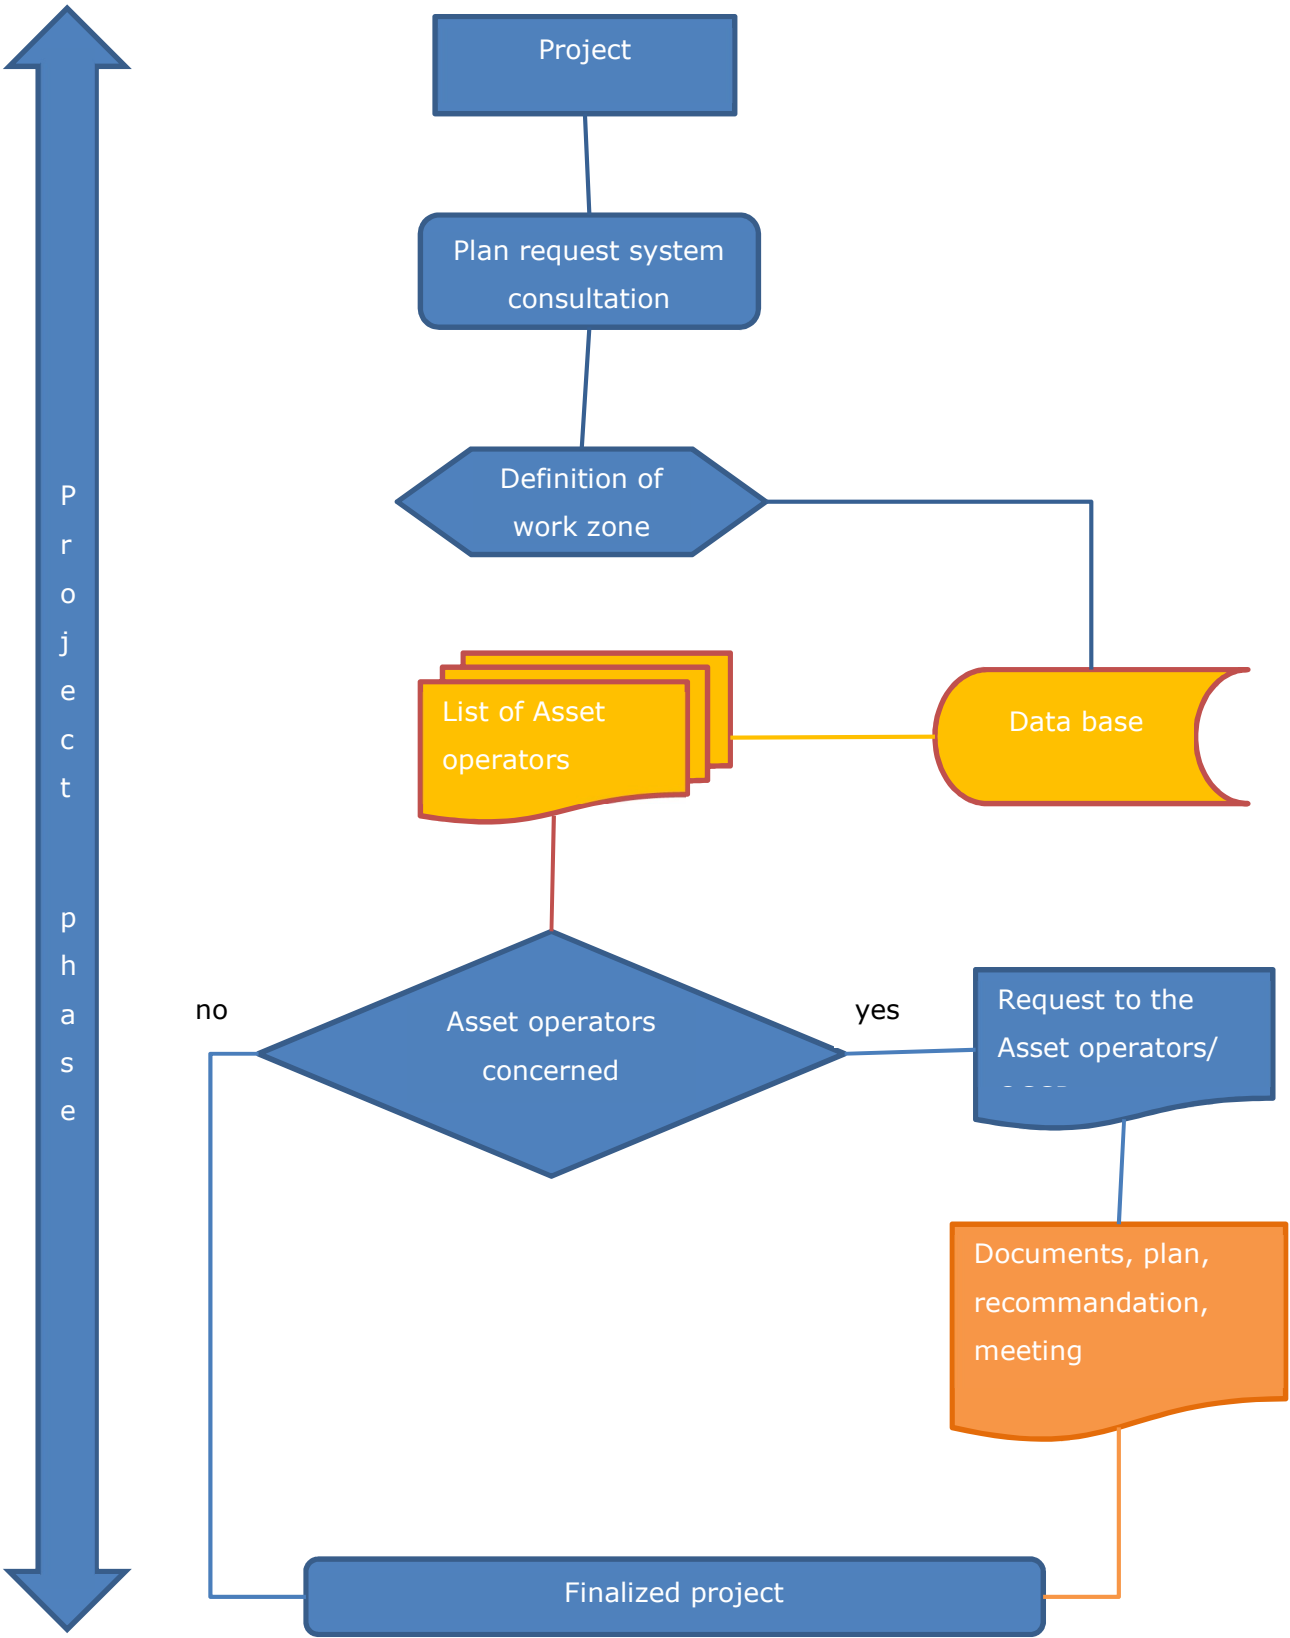 Project
Plan request system
consultation
Definition of
work zone
List of Asset
operators
Data base
Asset operators
concerned
no
yes
Request to the
Asset operators/
Documents, plan,
recommandation,
meeting
Finalized project
P
r
o
j
e
c
t
p
h
a
s
e